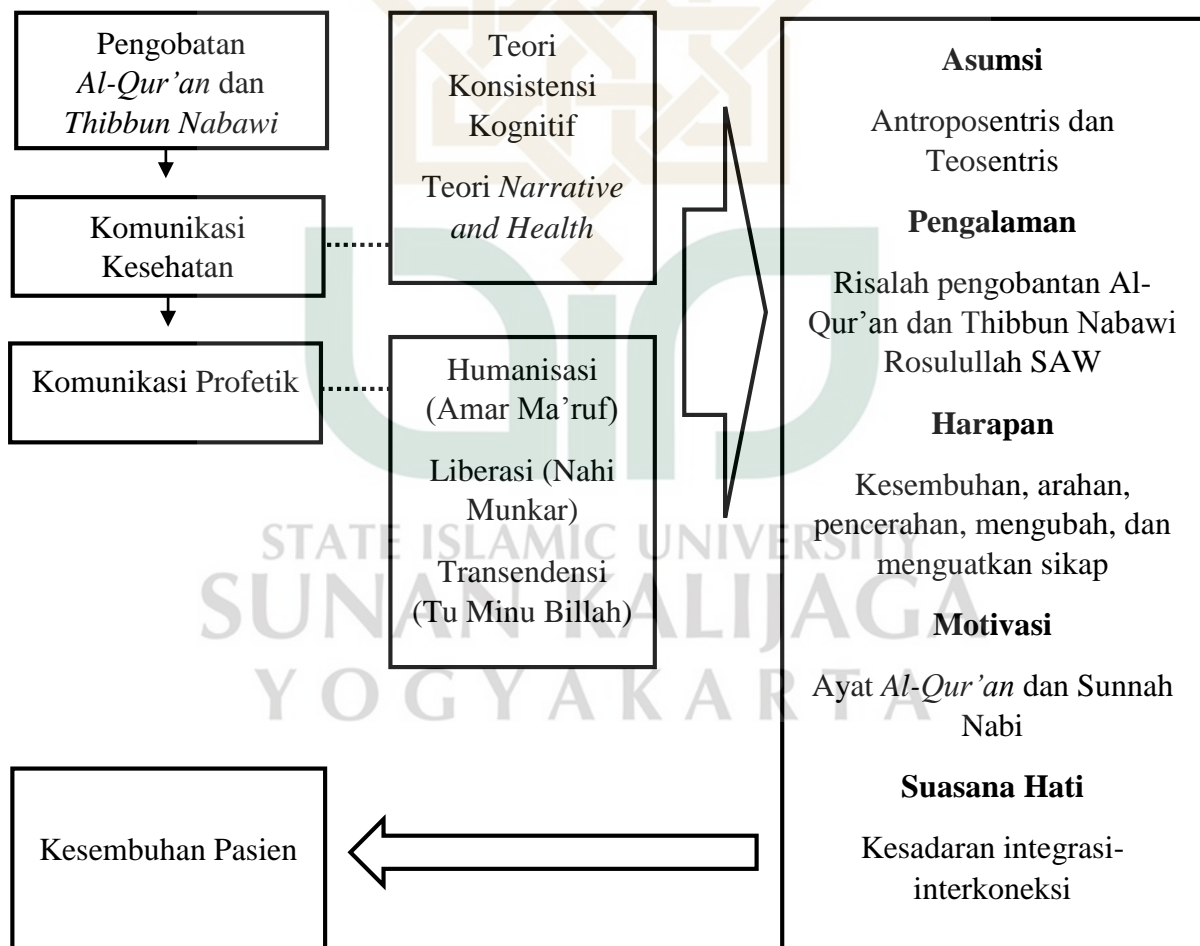 Pengobatan
Al-Qur’an dan
Thibbun Nabawi
Komunikasi
Kesehatan
Komunikasi Profetik
Teori
Konsistensi
Kognitif
Teori Narrative
and Health
Humanisasi
(Amar Ma’ruf)
Liberasi (Nahi
Munkar)
Transendensi
(Tu Minu Billah)
Asumsi
Antroposentris dan
Teosentris
Pengalaman
Risalah pengobantan Al-
Qur’an dan Thibbun Nabawi
Rosulullah SAW
Harapan
Kesembuhan, arahan,
pencerahan, mengubah, dan
menguatkan sikap
Motivasi
Ayat Al-Qur’an dan Sunnah
Nabi
Suasana Hati
Kesadaran integrasi-
interkoneksi
Kesembuhan Pasien
STATE ISLAMIC UNIVERSITY
SUNAN KALIJAGA
YOGYAKARTA